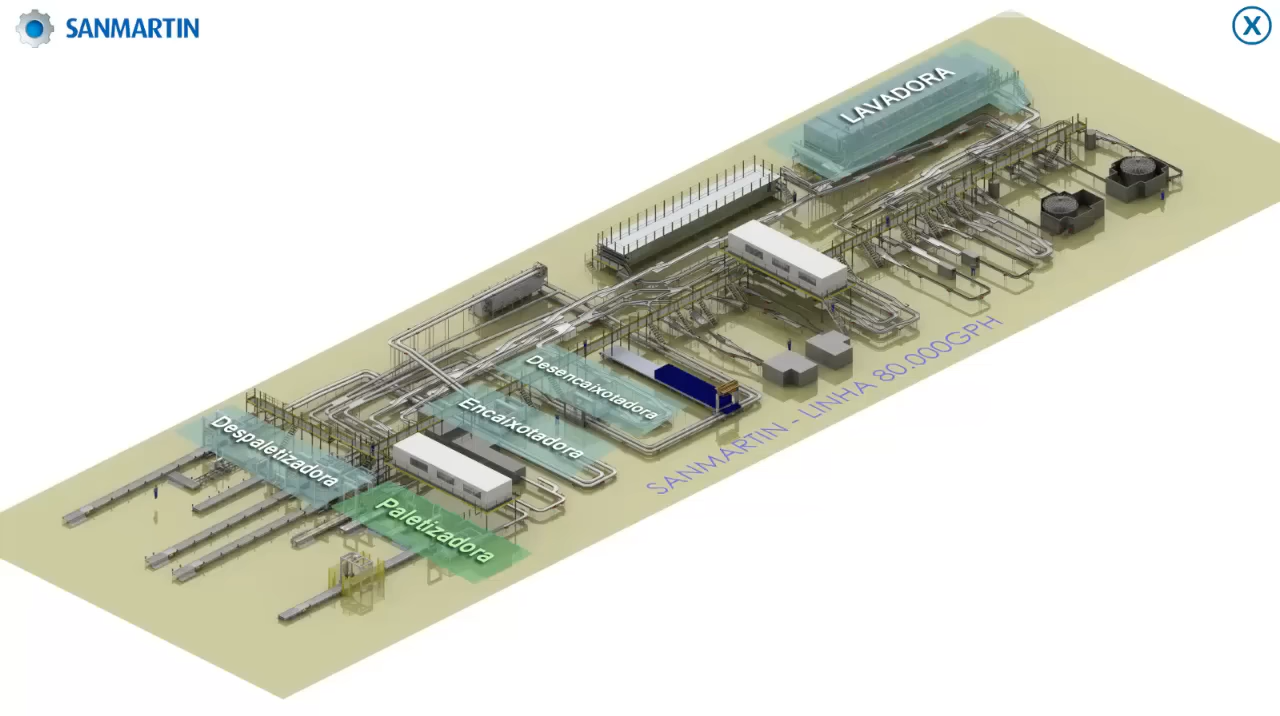 SANMARTIN
X
LAVADORA
Desencaixotadora
Encaixotadora
Despaletizadora
Paletizadora
SANMARTIN - LINHA 80.000GPH